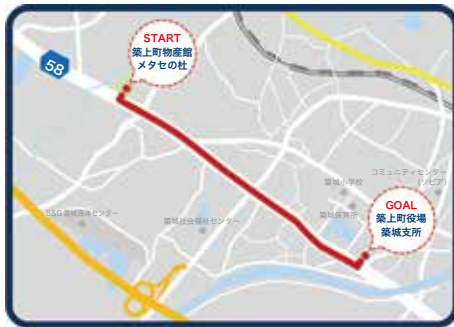 START
築上町物産館
メタセの杜
58
築城小学校
コミュニティセンター
(ソピア)
築城保育所
GOAL
築上町役場
築城支所
B&G築城海洋センター
築城社会福祉センター